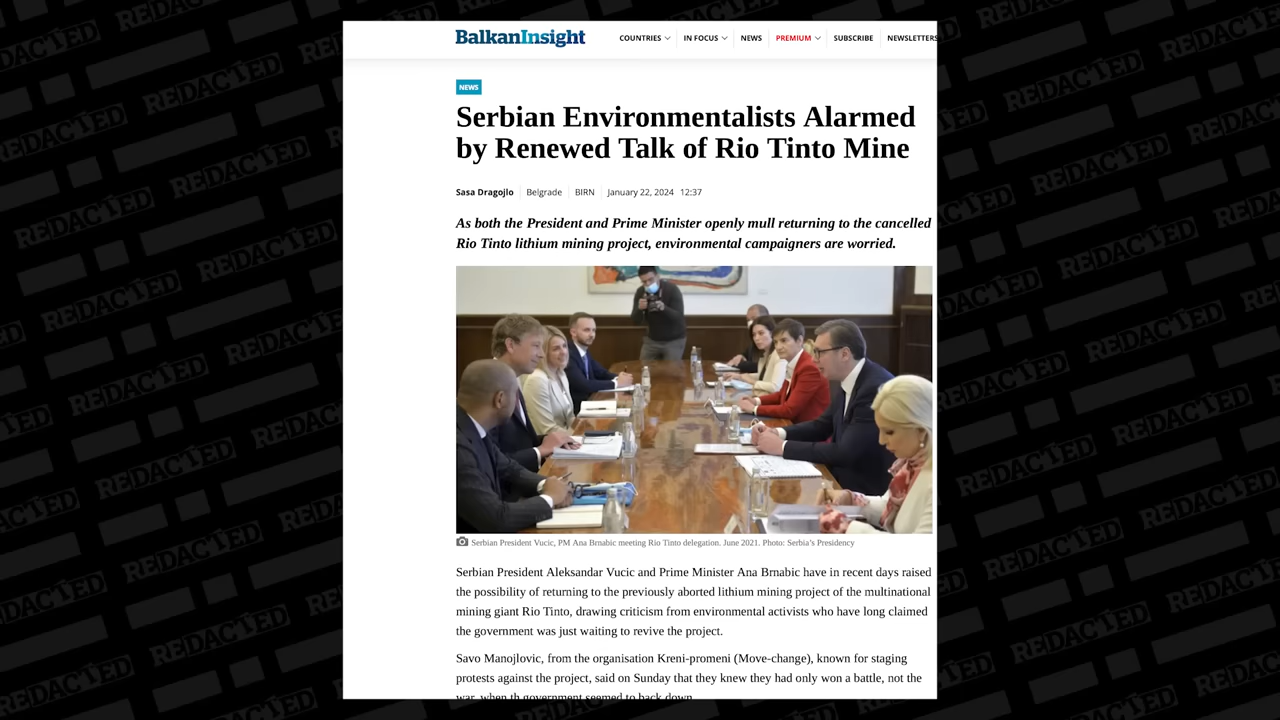 BalkanInsight
COUNTRIES
IN FOCUS
NEWS
PREMIUM
SUBSCRIBE
NEWSLETTERS
NEWS
Serbian Environmentalists Alarmed
by Renewed Talk of Rio Tinto Mine
Sasa Dragojlo Belgrade BIRN January 22, 2024 12:37
As both the President and Prime Minister openly mull returning to the cancelled
Rio Tinto lithium mining project, environmental campaigners are worried.
Serbian President Vucic, PM Ana Brnabic meeting Rio Tinto delegation. June 2021. Photo: Serbia's Presidency
Serbian President Aleksandar Vucic and Prime Minister Ana Brnabic have in recent days raised
the possibility of returning to the previously aborted lithium mining project of the multinational
mining giant Rio Tinto, drawing criticism from environmental activists who have long claimed
the government was just waiting to revive the project.
Savo Manojlovic, from the organisation Kreni-promeni (Move-change), known for staging
protests against the project, said on Sunday that they knew they had only won a battle, not the
war, when th government seemed to back down.
REDACTED